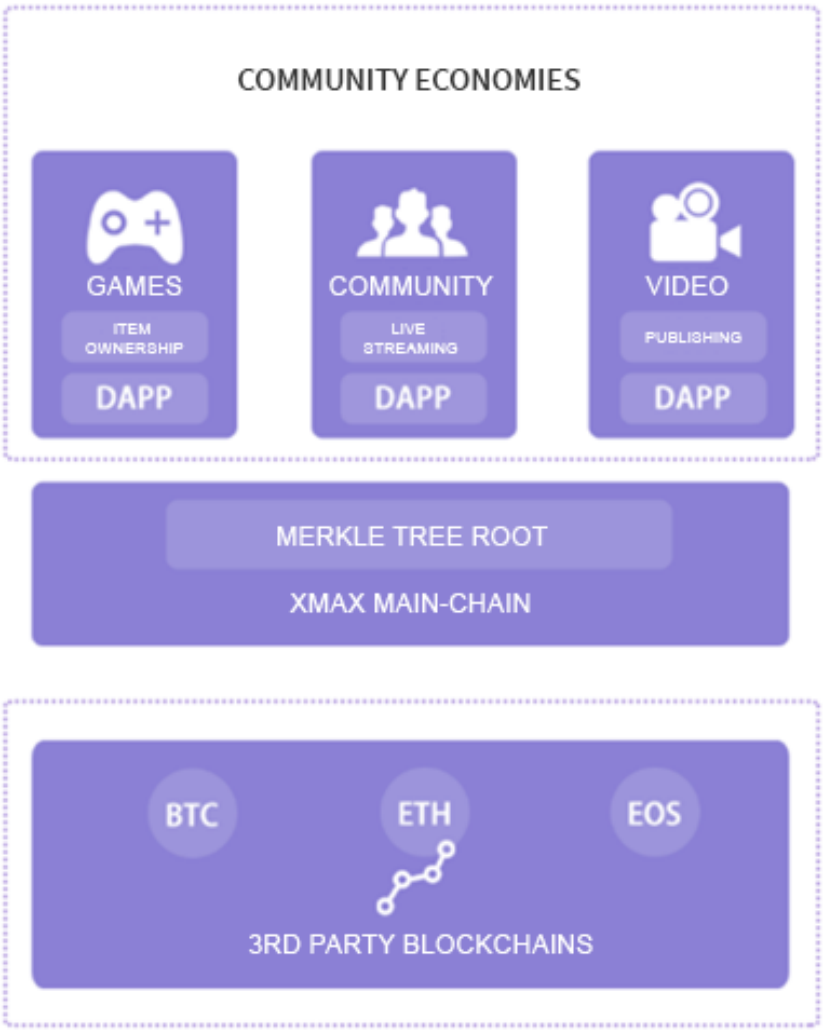 COMMUNITY ECONOMIES
GAMES
ITEM
OWNERSHIP
DAPP
COMMUNITY
LIVE
STREAMING
DAPP
VIDEO
PUBLISHING
DAPP
MERKLE TREE ROOT
XMAX MAIN-CHAIN
BTC
ETH
EOS
3RD PARTY BLOCKCHAINS